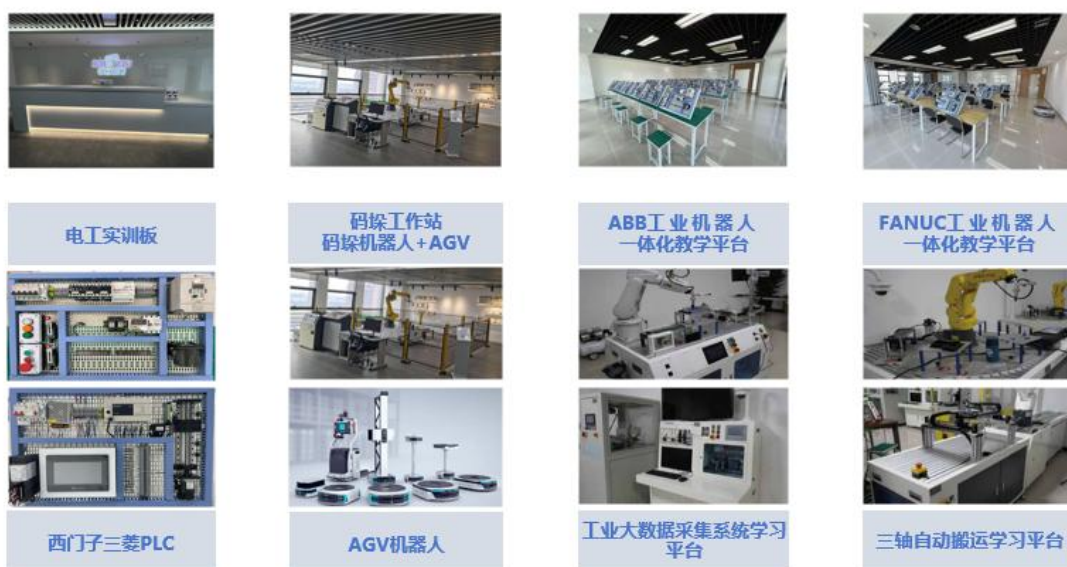 电工实训板
码垛工作站
码垛机器人+AGV
ABB工业机器人
一体化教学平台
FANUC工业机器人
一体化教学平台
西门子三菱PLC
AGV机器人
工业大数据采集系统学习
平台
三轴自动搬运学习平台